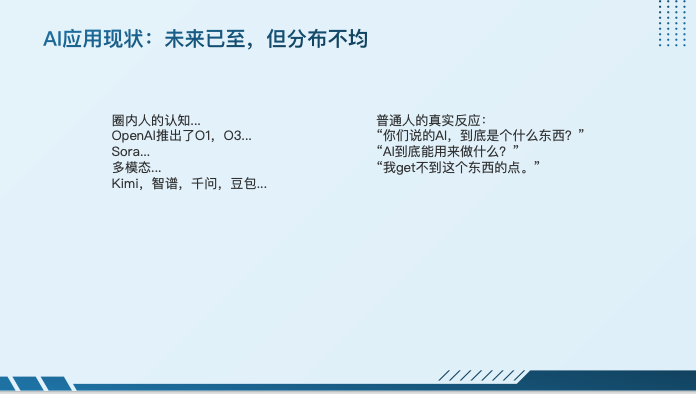 AI应用现状：未来已至，但分布不均
圈内人的认知...
OpenAI推出了O1，O3...
Sora...
多模态...
Kimi，智谱，千问，豆包...
普通人的真实反应：
“你们说的AI，到底是个什么东西？”
“AI到底能用来做什么？”
“我get不到这个东西的点。”